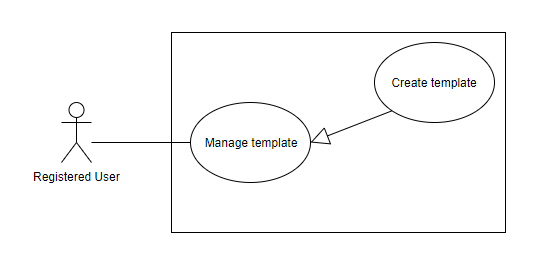 Create template
Manage template
Registered User